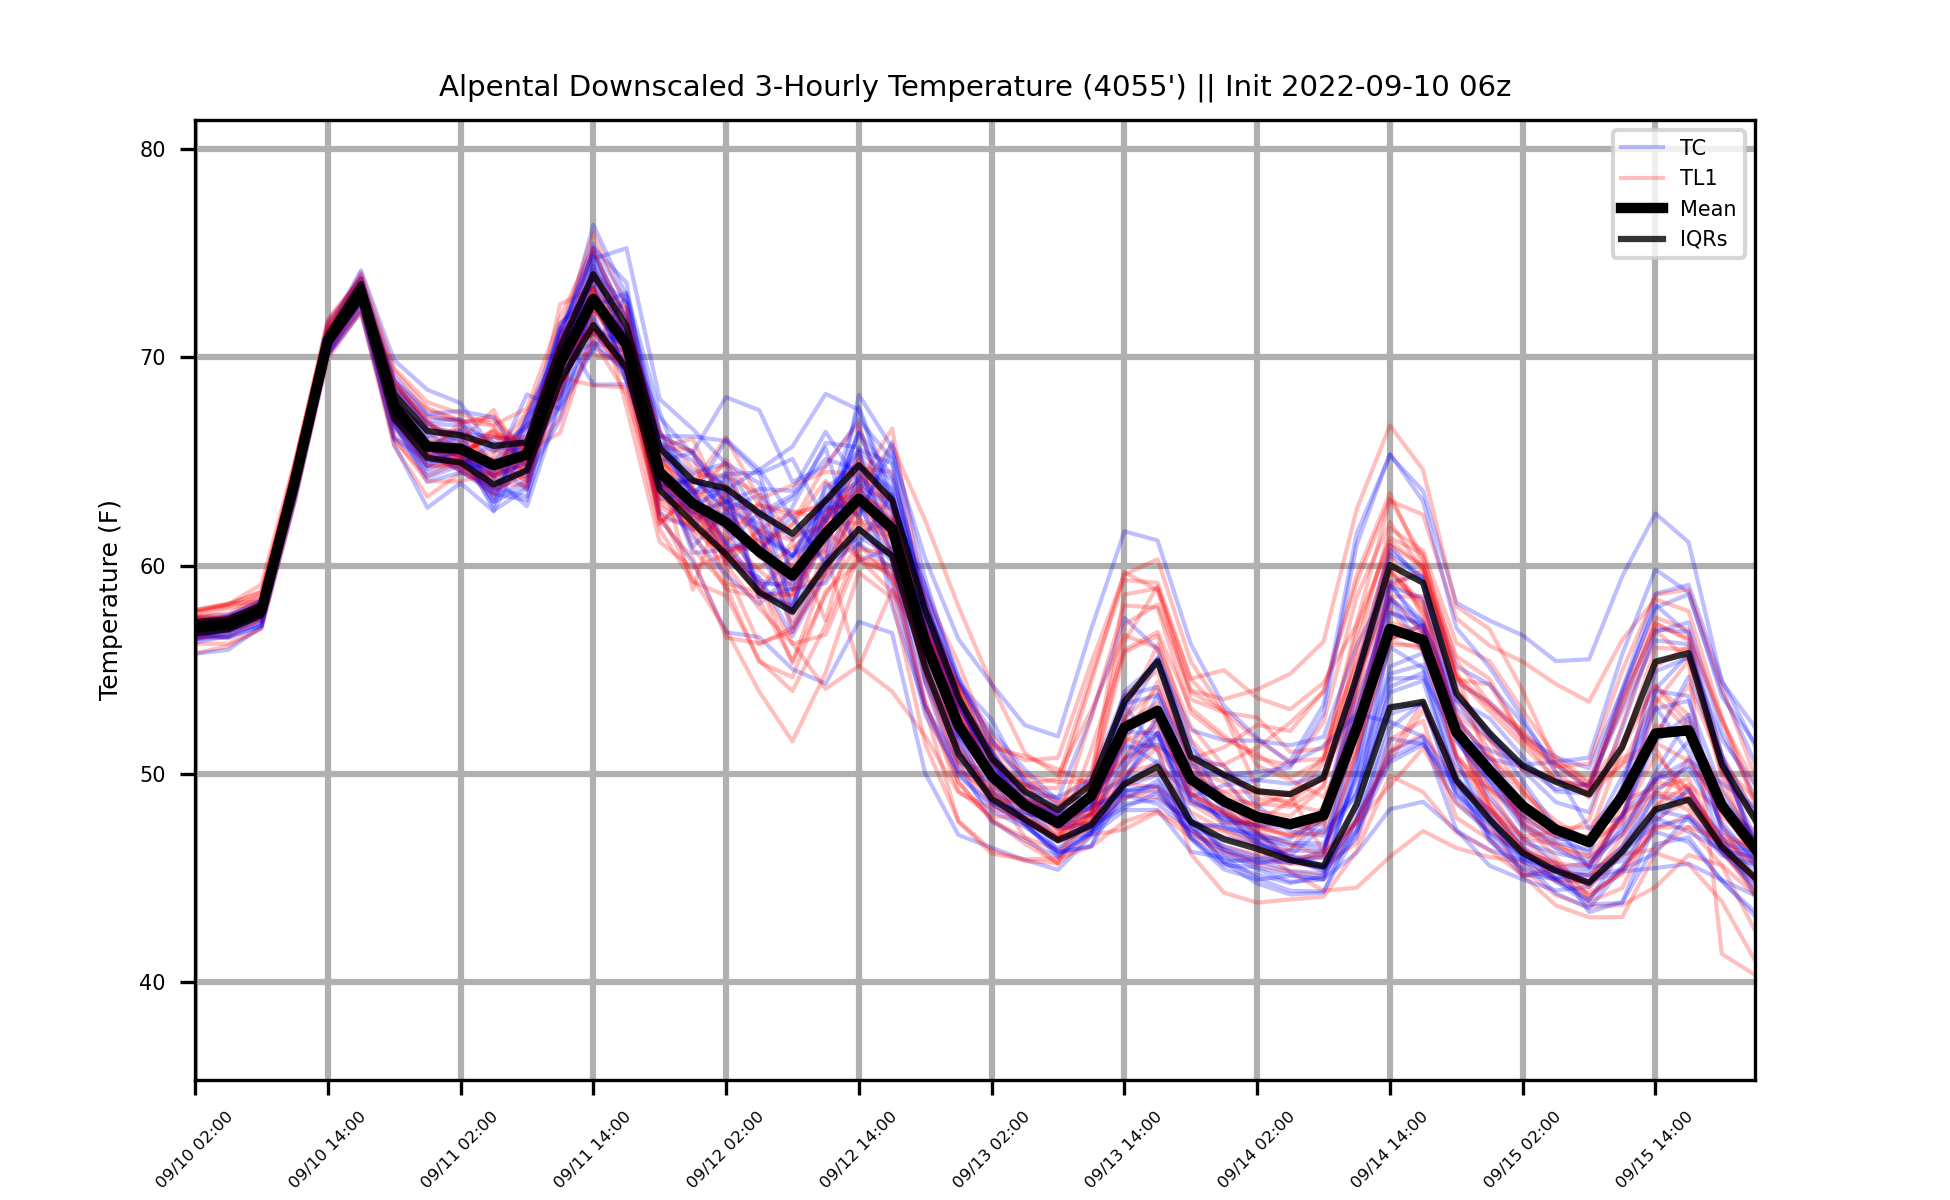 Alpental Downscaled 3-Hourly Temperature (4055') || Init 2022-09-10 06z
TC
TL1
Mean
IQRs
Temperature (F)
80
70
60
50
40
09/10 02:00
09/10 14:00
09/11 02:00
09/11 14:00
09/12 02:00
09/12 14:00
09/13 02:00
09/13 14:00
09/14 02:00
09/14 14:00
09/15 02:00
09/15 14:00